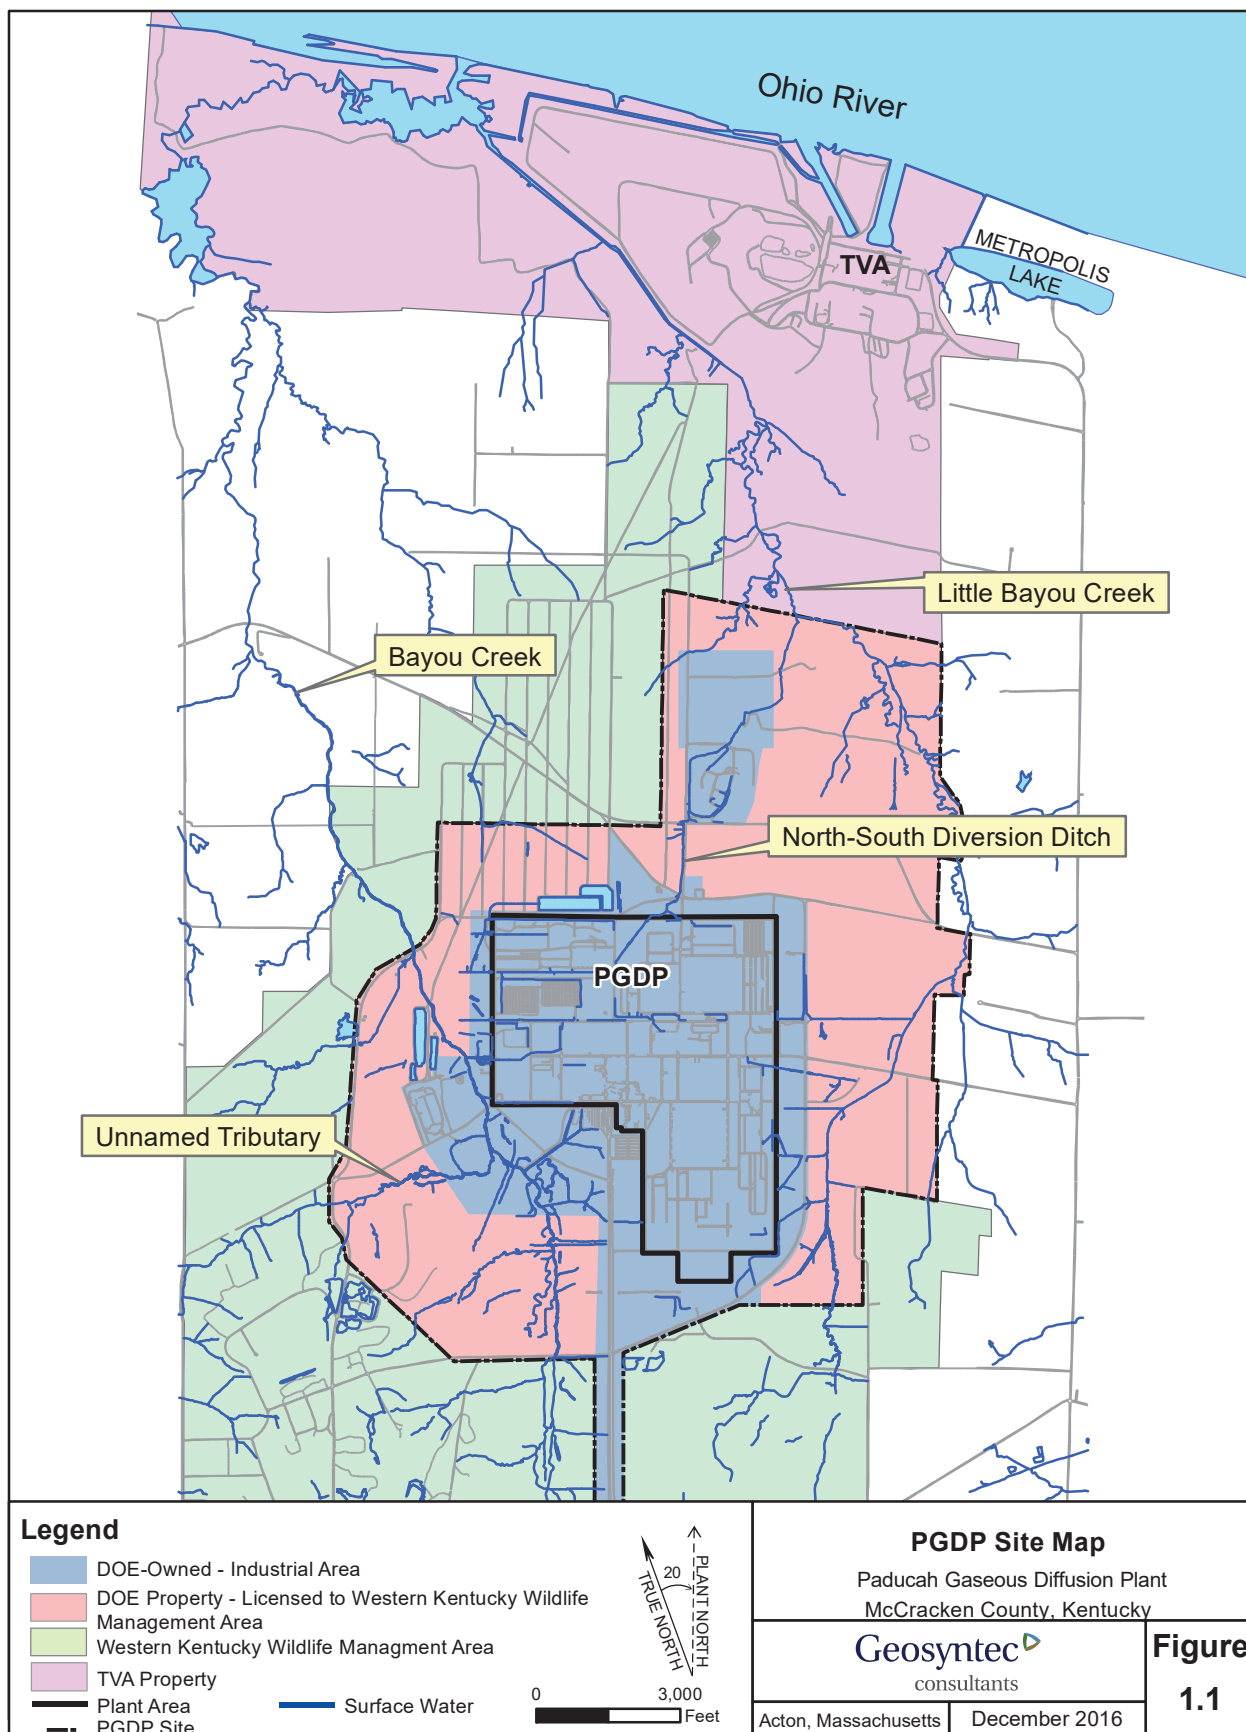 Ohio River
METROPOLIS
LAKE
TVA
Little Bayou Creek
Bayou Creek
North-South Diversion Ditch
PGDP
Unnamed Tributary
Legend
DOE-Owned - Industrial Area
DOE Property - Licensed to Western Kentucky Wildlife
Management Area
Western Kentucky Wildlife Managment Area
TVA Property
Plant Area
Surface Water
PGDP Site
20
TRUE NORTH
PLANT NORTH
0
3,000
Feet
PGDP Site Map
Paducah Gaseous Diffusion Plant
McCracken County, Kentucky
Geosyntec
consultants
Figure
1.1
Acton, Massachusetts
December 2016